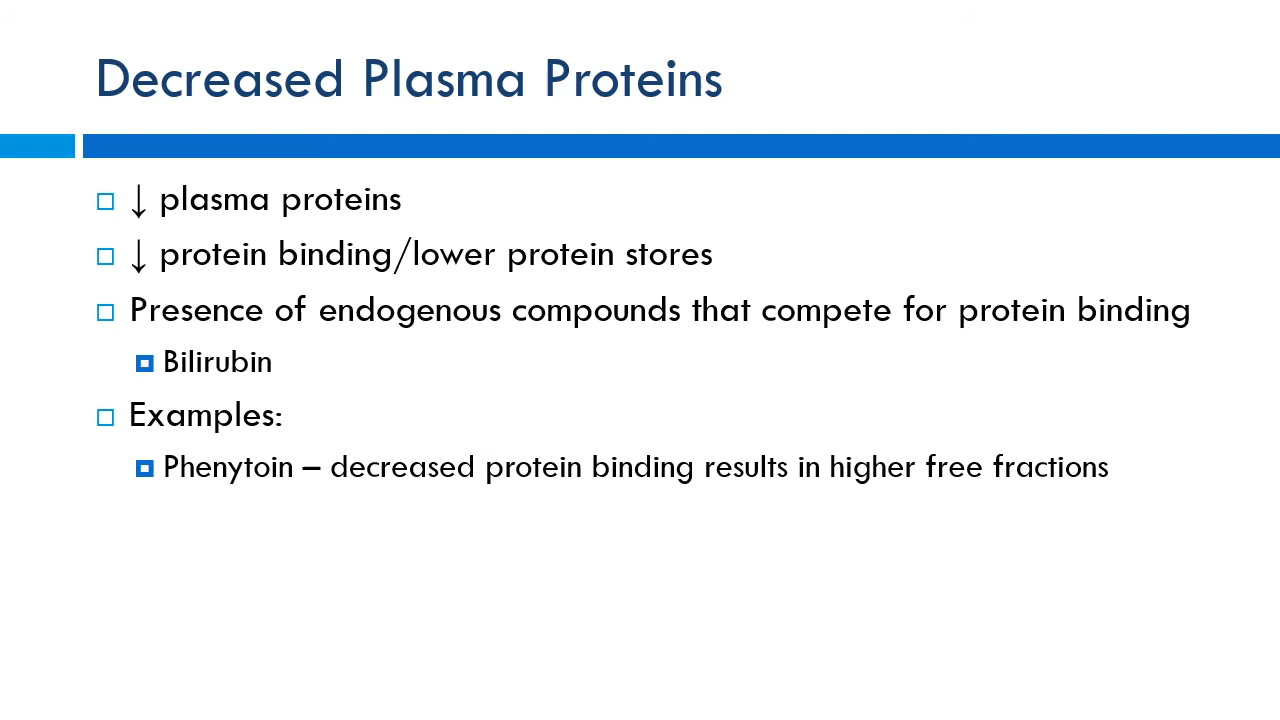 Decreased Plasma Proteins
↓ plasma proteins
↓ protein binding/lower protein stores
Presence of endogenous compounds that compete for protein binding
Bilirubin
Examples:
Phenytoin – decreased protein binding results in higher free fractions